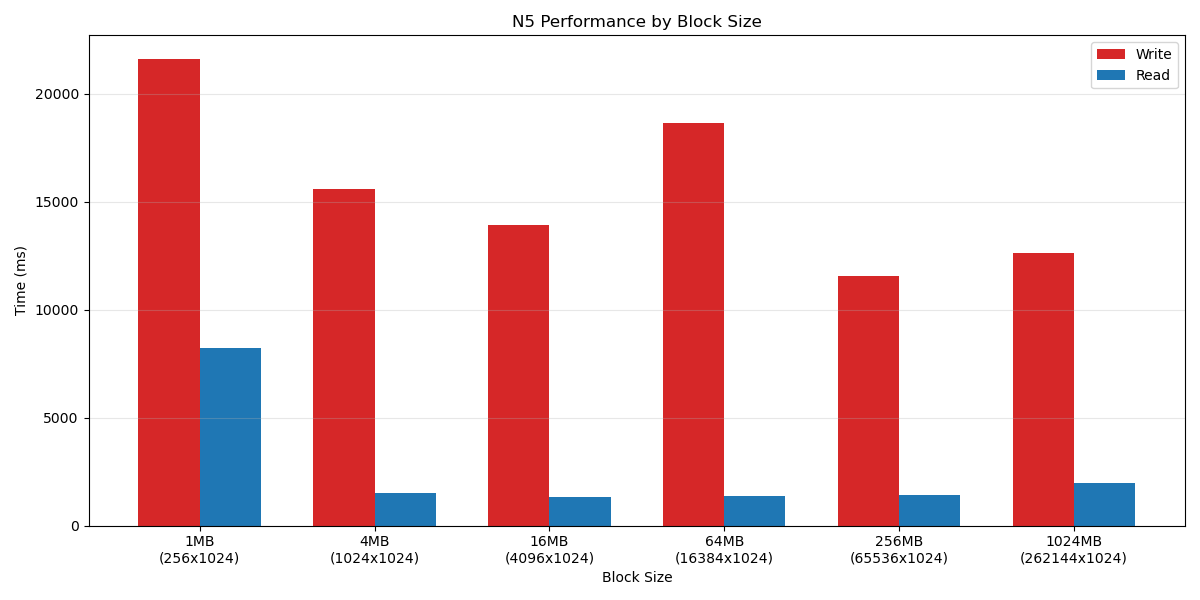 N5 Performance by Block Size
Write
Read
Time (ms)
20000
15000
10000
5000
0
1MB
(256x1024)
4MB
(1024x1024)
16MB
(4096x1024)
64MB
(16384x1024)
256MB
(65536x1024)
1024MB
(262144x1024)
Block Size